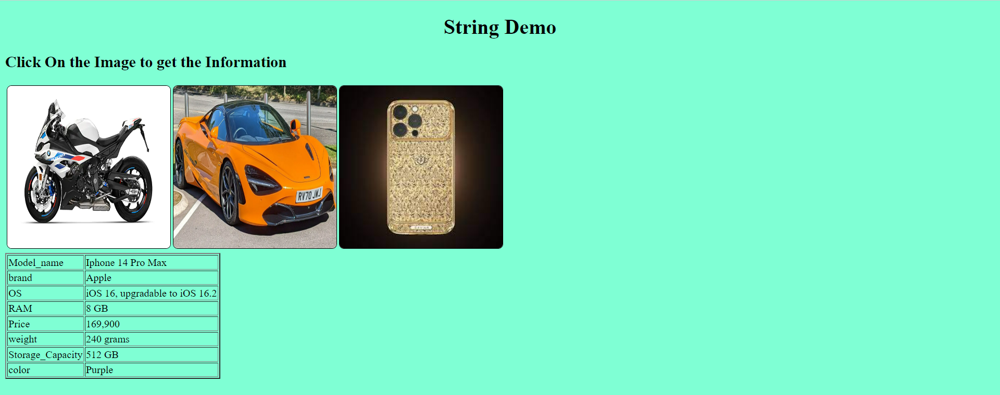 String Demo
Click On the Image to get the Information
RV70 JWJ
Model_name Iphone 14 Pro Max
brand Apple
OS iOS 16, upgradable to iOS 16.2
RAM 8 GB
Price 169,900
weight 240 grams
Storage_Capacity 512 GB
color Purple